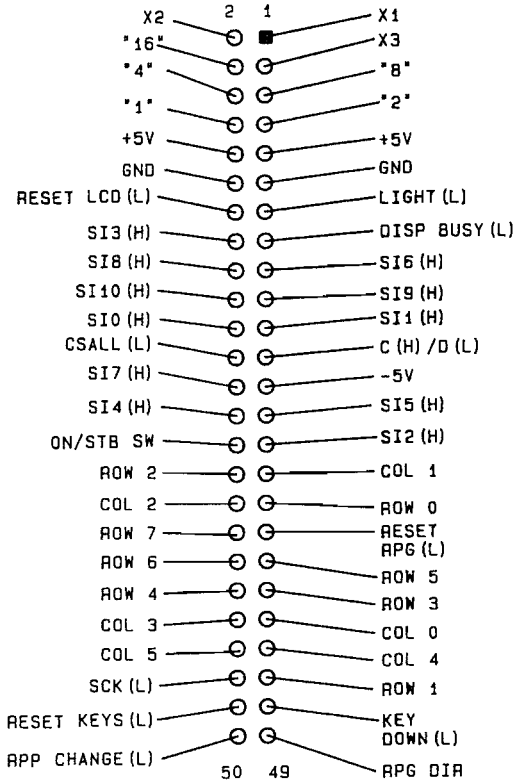 2 1
X2 X1
"16" X3
"4" "8"
"1" "2"
+5V +5V
GND GND
RESET LCD(L) LIGHT(L)
SI3(H) DISP BUSY(L)
SI8(H) SI6(H)
SI10(H) SI9(H)
SI0(H) SI1(H)
CSALL(L) C(H)/D(L)
SI7(H) -5V
SI4(H) SI5(H)
ON/STB SW SI2(H)
ROW 2 COL 1
COL 2 ROW 0
ROW 7 RESET
RPG(L)
ROW 6 ROW 5
ROW 4 ROW 3
COL 3 COL 0
COL 5 COL 4
SCK(L) ROW 1
RESET KEYS(L) KEY
DOWN(L)
RPP CHANGE(L) RPG DIR
50 49